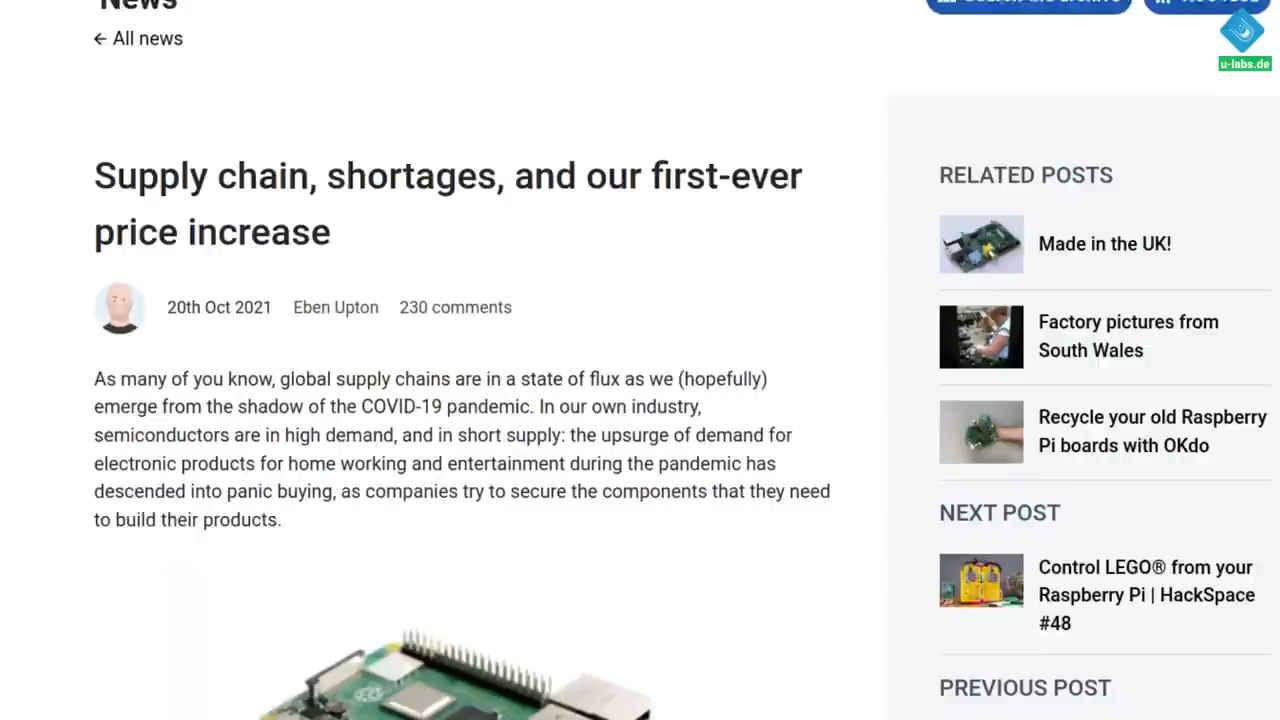 News
← All news
u-labs.de
Supply chain, shortages, and our first-ever
price increase
20th Oct 2021 Eben Upton 230 comments
As many of you know, global supply chains are in a state of flux as we (hopefully)
emerge from the shadow of the COVID-19 pandemic. In our own industry,
semiconductors are in high demand, and in short supply: the upsurge of demand for
electronic products for home working and entertainment during the pandemic has
descended into panic buying, as companies try to secure the components that they need
to build their products.
RELATED POSTS
Made in the UK!
Factory pictures from
South Wales
Recycle your old Raspberry
Pi boards with OKdo
NEXT POST
Control LEGO® from your
Raspberry Pi | HackSpace
#48
PREVIOUS POST